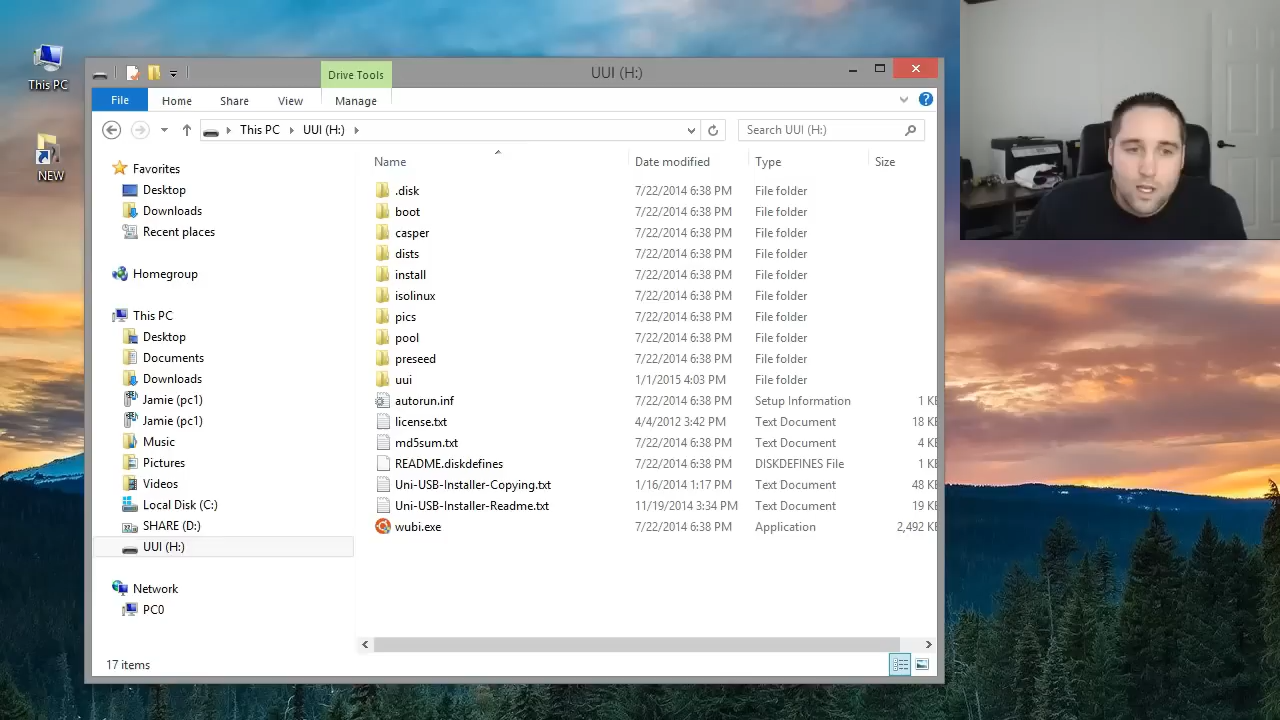 This PC
NEW
Drive Tools
UUI (H:)
File
Home
Share
View
Manage
This PC
UUI (H:)
Search UUI (H:)
Favorites
Desktop
Downloads
Recent places
Homegroup
This PC
Desktop
Documents
Downloads
Jamie (pc1)
Jamie (pc1)
Music
Pictures
Videos
Local Disk (C:)
SHARE (D:)
UUI (H:)
Network
PC0
Name Date modified Type Size
.disk 7/22/2014 6:38 PM File folder
boot 7/22/2014 6:38 PM File folder
casper 7/22/2014 6:38 PM File folder
dists 7/22/2014 6:38 PM File folder
install 7/22/2014 6:38 PM File folder
isolinux 7/22/2014 6:38 PM File folder
pics 7/22/2014 6:38 PM File folder
pool 7/22/2014 6:38 PM File folder
preseed 7/22/2014 6:38 PM File folder
uui 1/1/2015 4:03 PM File folder
autorun.inf 7/22/2014 6:38 PM Setup Information 1 KB
license.txt 4/4/2012 3:42 PM Text Document 18 KB
md5sum.txt 7/22/2014 6:38 PM Text Document 4 KB
README.diskdefines 7/22/2014 6:38 PM DISKDEFINES File 1 KB
Uni-USB-Installer-Copying.txt 1/16/2014 1:17 PM Text Document 48 KB
Uni-USB-Installer-Readme.txt 11/19/2014 3:34 PM Text Document 19 KB
wubi.exe 7/22/2014 6:38 PM Application 2,492 KB
17 items